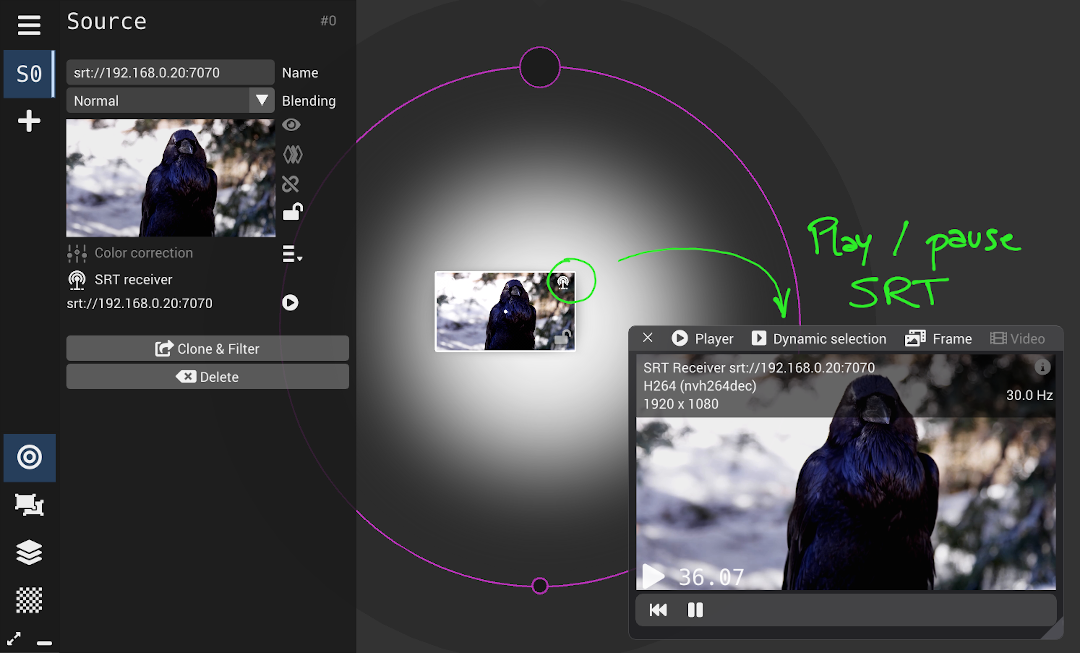 Source
#0
S0
srt://192.168.0.20:7070
Name
Normal
Blending
Color correction
SRT receiver
srt://192.168.0.20:7070
Clone & Filter
Delete
Play / pause
SRT
Player
Dynamic selection
Frame
Video
SRT Receiver srt://192.168.0.20:7070
H264 (nvh264dec)
1920 x 1080
30.0 Hz
36.07